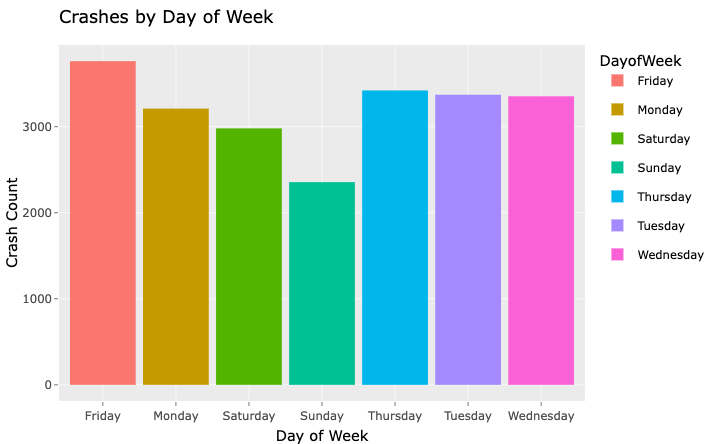 Crashes by Day of Week
DayofWeek
Friday
Monday
Saturday
Sunday
Thursday
Tuesday
Wednesday
Crash Count
3000
2000
1000
0
Friday Monday Saturday Sunday Thursday Tuesday Wednesday
Day of Week